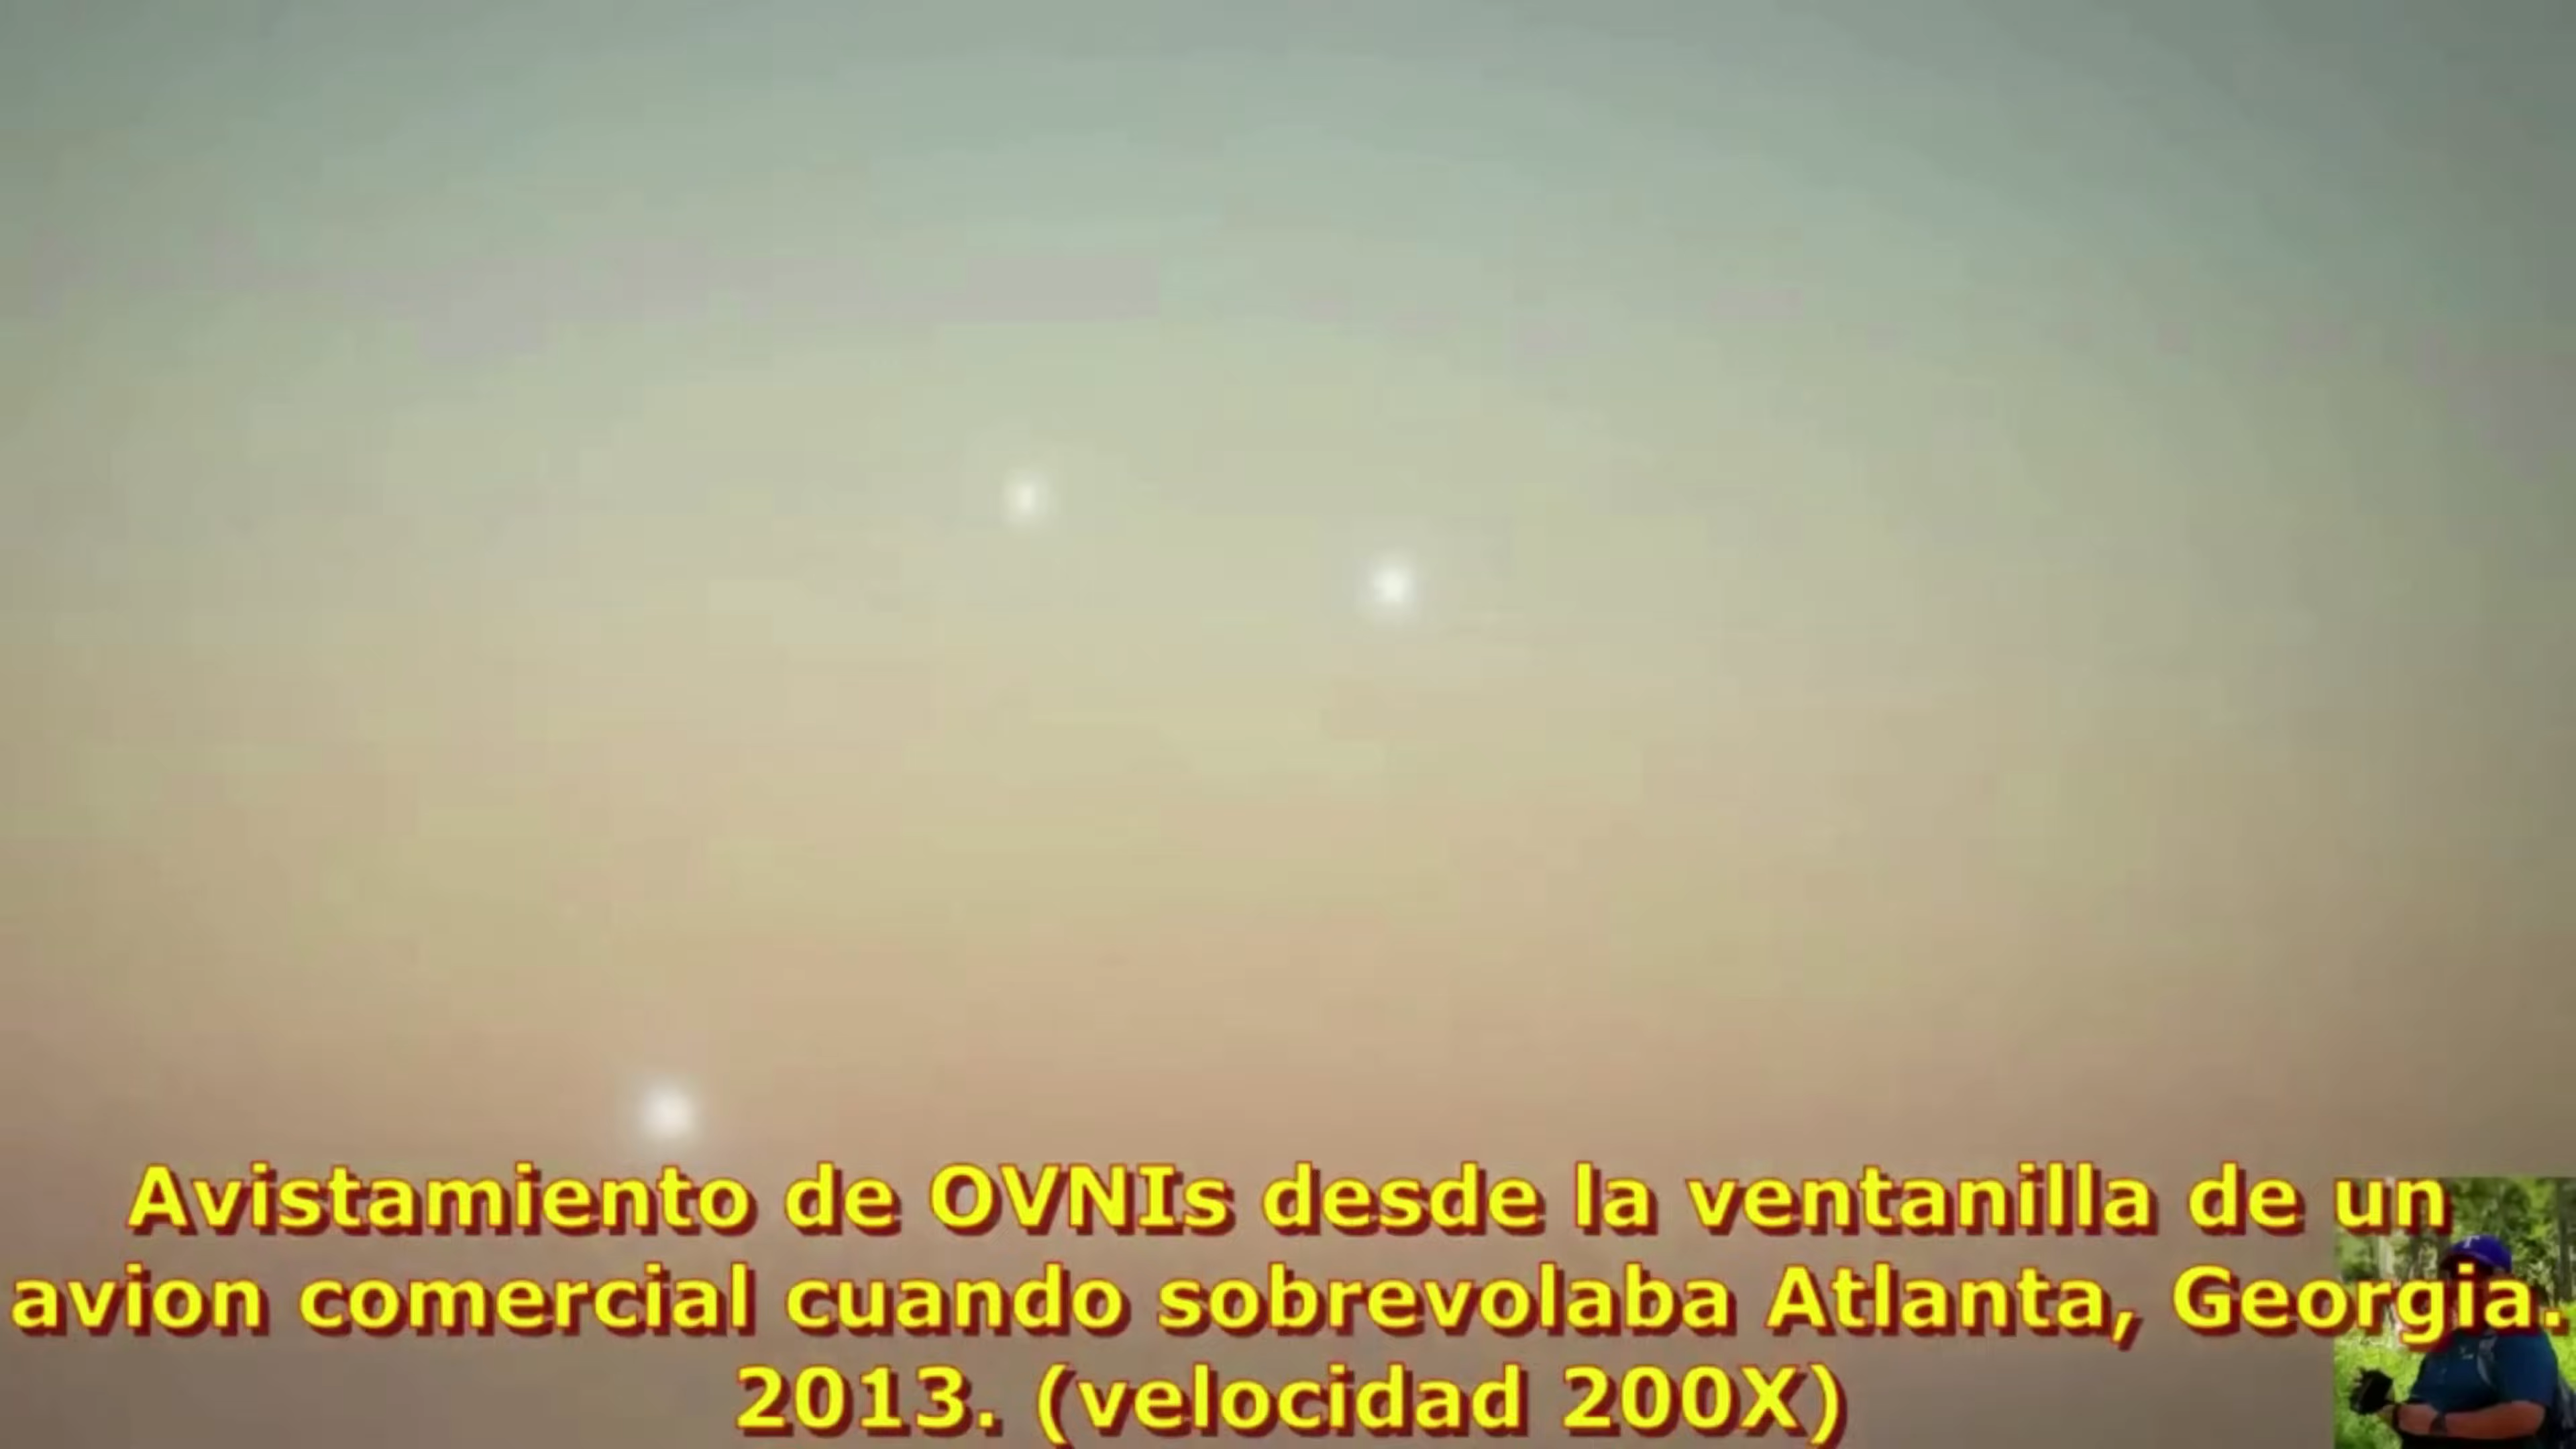 Avistamiento de OVNIs desde la ventanilla de un
avion comercial cuando sobrevolaba Atlanta, Georgia.
2013. (velocidad 200X)